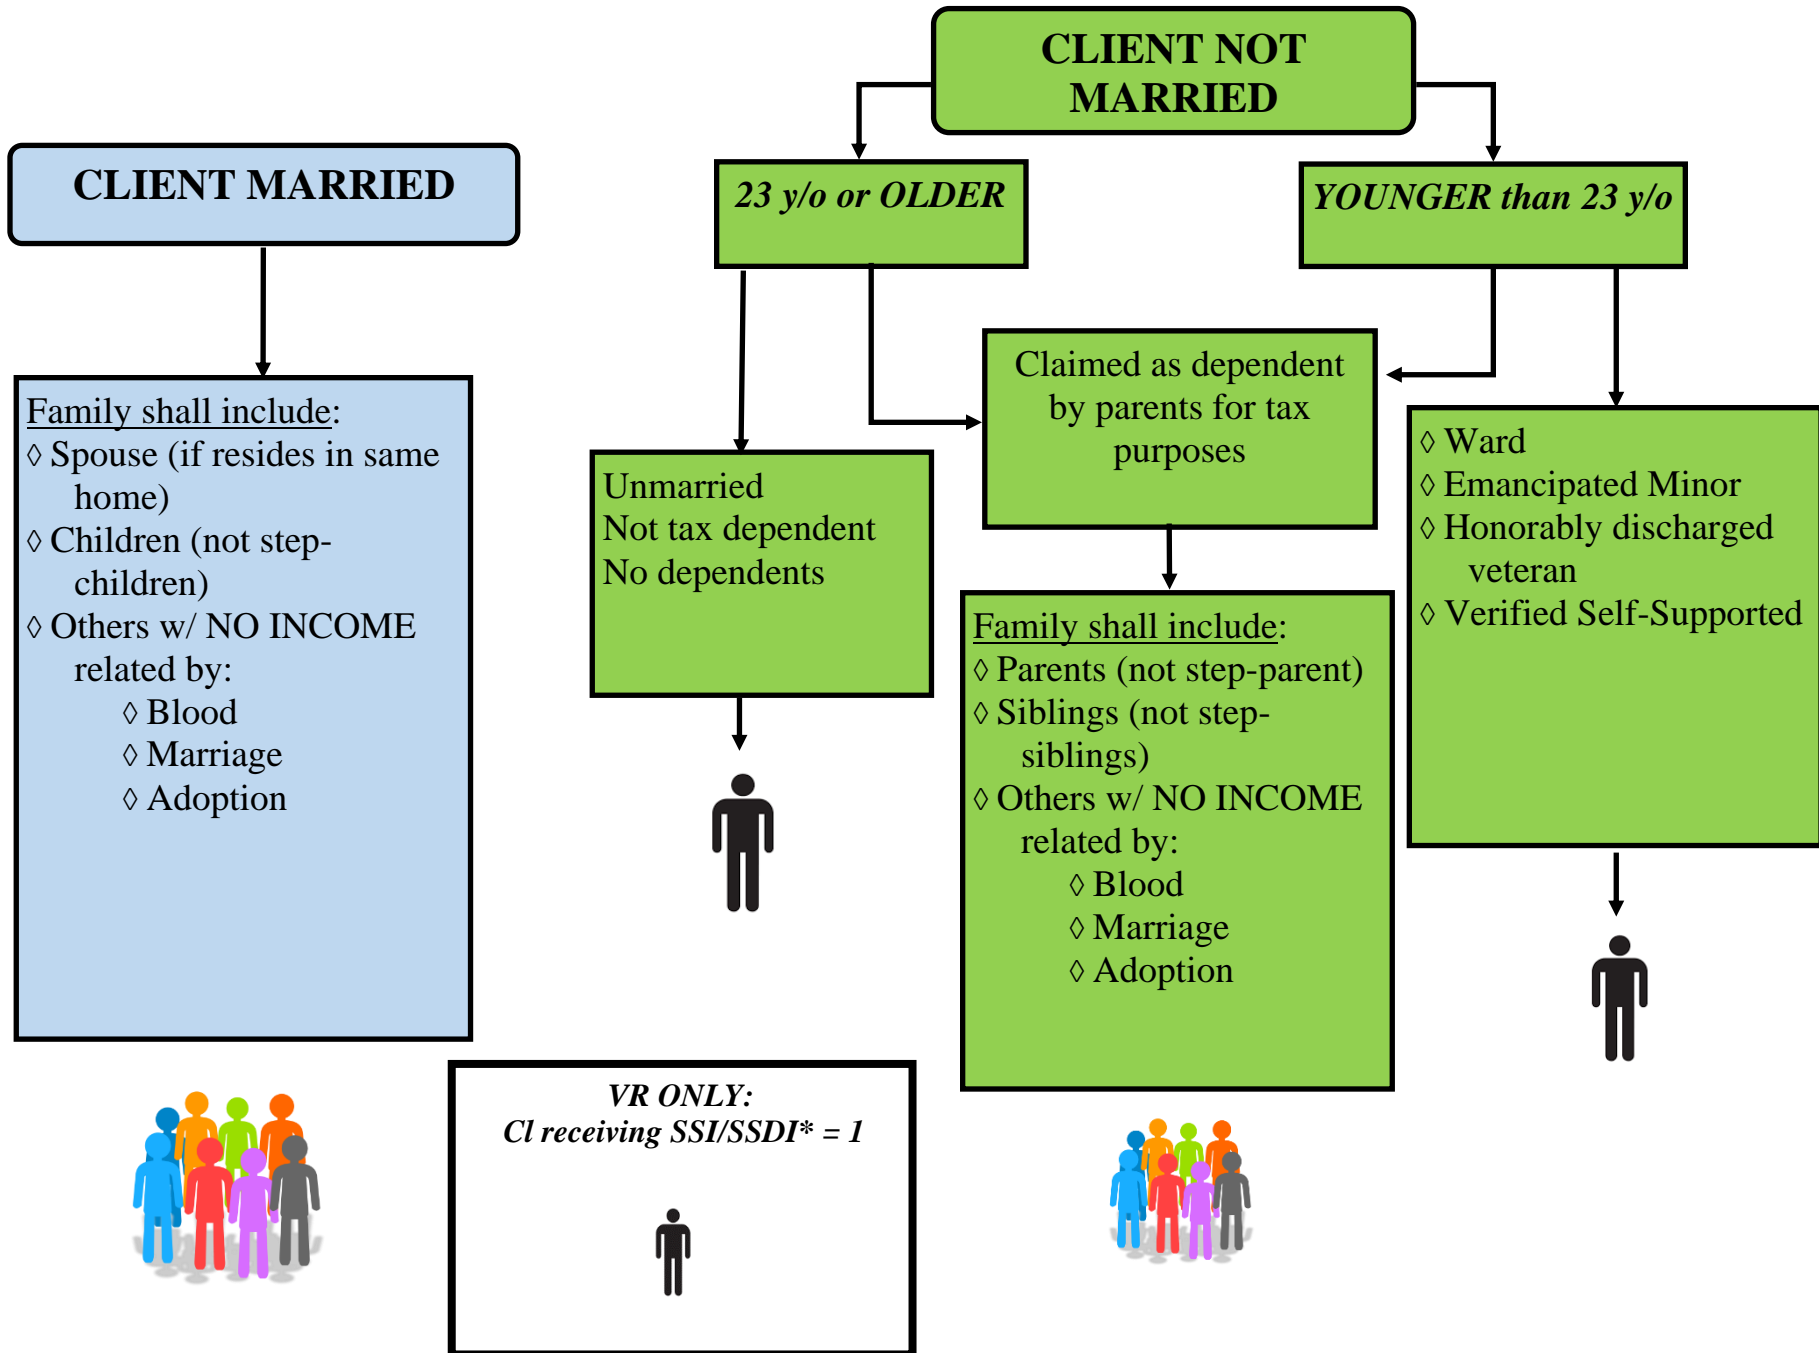 CLIENT NOT
MARRIED
CLIENT MARRIED
23 y/o or OLDER
YOUNGER than 23 y/o
Family shall include:
◊ Spouse (if resides in same
home)
◊ Children (not step-
children)
◊ Others w/ NO INCOME
related by:
◊ Blood
◊ Marriage
◊ Adoption
Unmarried
Not tax dependent
No dependents
Claimed as dependent
by parents for tax
purposes
Family shall include:
◊ Parents (not step-parent)
◊ Siblings (not step-
siblings)
◊ Others w/ NO INCOME
related by:
◊ Blood
◊ Marriage
◊ Adoption
◊ Ward
◊ Emancipated Minor
◊ Honorably discharged
veteran
◊ Verified Self-Supported
VR ONLY:
Cl receiving SSI/SSDI* = 1